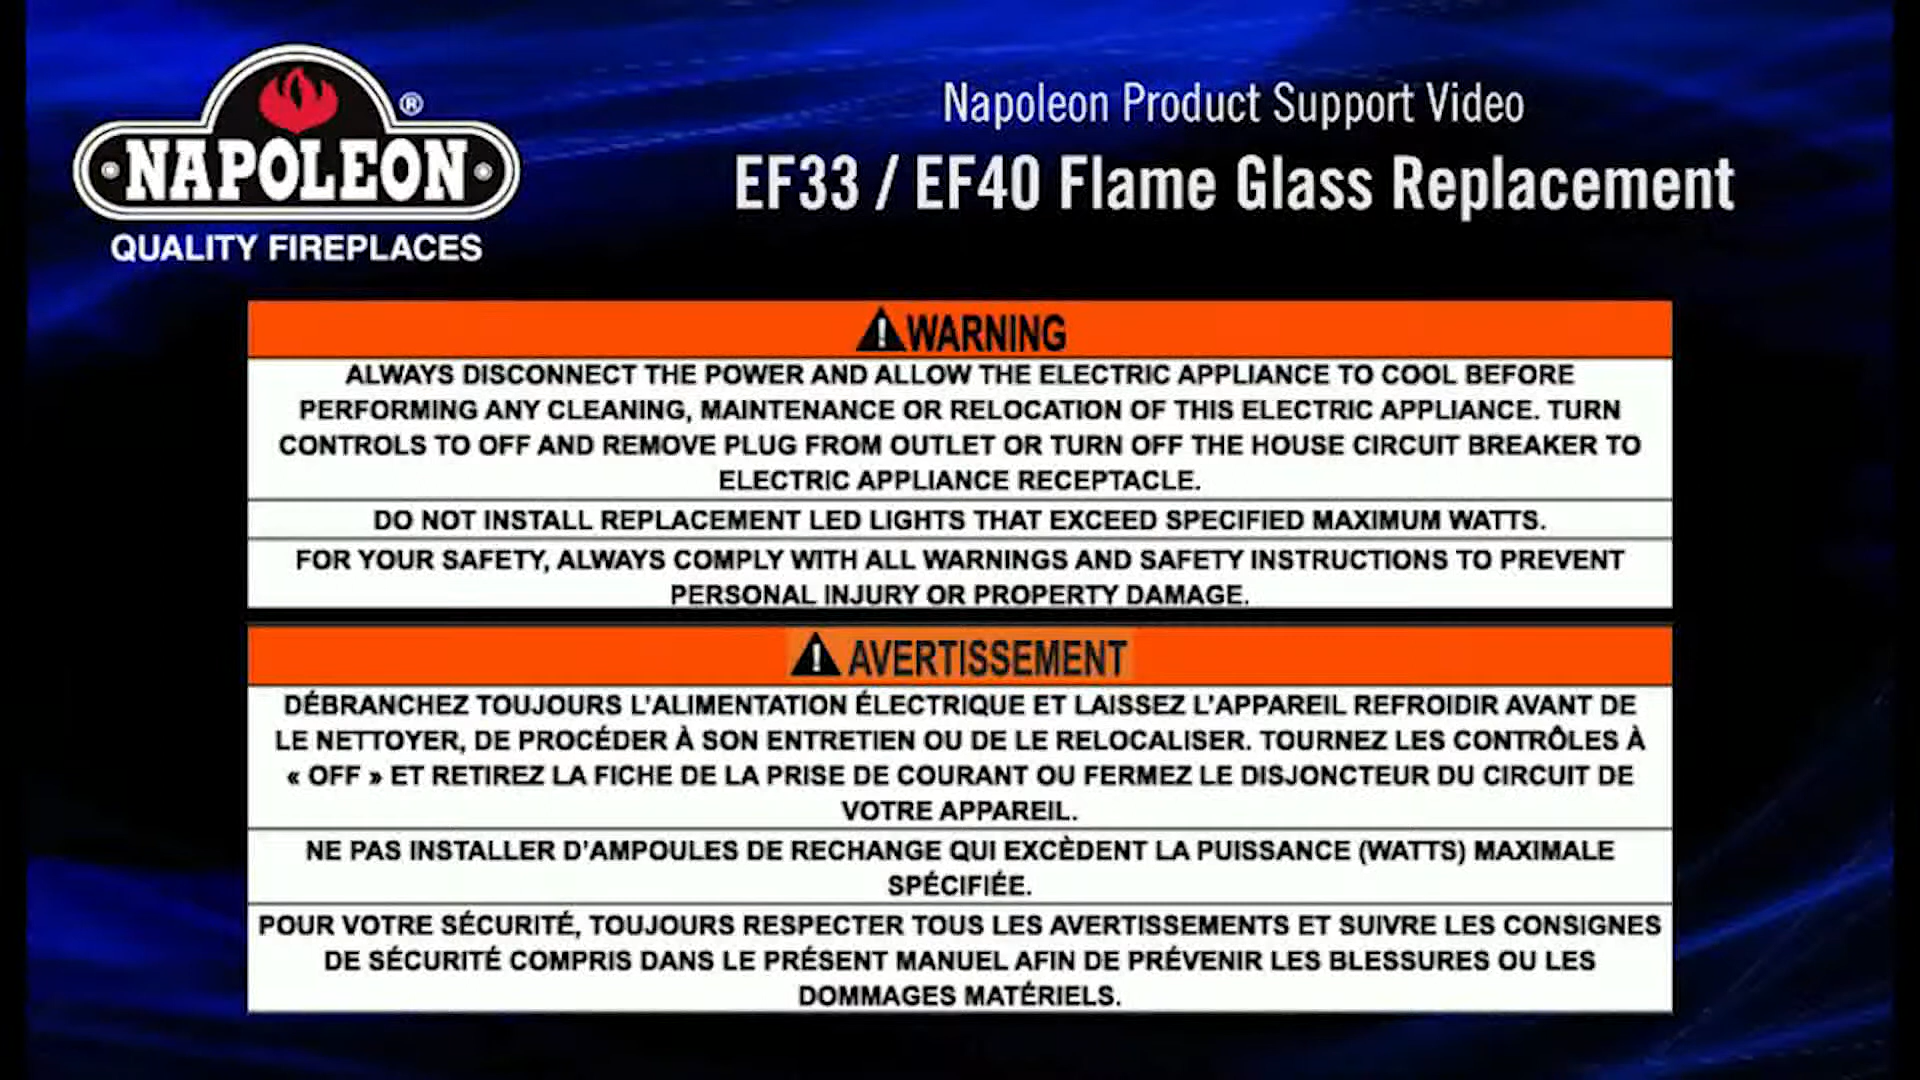 NAPOLEON®
QUALITY FIREPLACES
Napoleon Product Support Video
EF33 / EF40 Flame Glass Replacement
WARNING
ALWAYS DISCONNECT THE POWER AND ALLOW THE ELECTRIC APPLIANCE TO COOL BEFORE
PERFORMING ANY CLEANING, MAINTENANCE OR RELOCATION OF THIS ELECTRIC APPLIANCE. TURN
CONTROLS TO OFF AND REMOVE PLUG FROM OUTLET OR TURN OFF THE HOUSE CIRCUIT BREAKER TO
ELECTRIC APPLIANCE RECEPTACLE.
DO NOT INSTALL REPLACEMENT LED LIGHTS THAT EXCEED SPECIFIED MAXIMUM WATTS.
FOR YOUR SAFETY, ALWAYS COMPLY WITH ALL WARNINGS AND SAFETY INSTRUCTIONS TO PREVENT
PERSONAL INJURY OR PROPERTY DAMAGE.
AVERTISSEMENT
DÉBRANCHEZ TOUJOURS L'ALIMENTATION ÉLECTRIQUE ET LAISSEZ L'APPAREIL REFROIDIR AVANT DE
LE NETTOYER, DE PROCÉDER À SON ENTRETIEN OU DE LE RELOCALISER. TOURNEZ LES CONTRÔLES À
« OFF » ET RETIREZ LA FICHE DE LA PRISE DE COURANT OU FERMEZ LE DISJONCTEUR DU CIRCUIT DE
VOTRE APPAREIL.
NE PAS INSTALLER D'AMPOULES DE RECHANGE QUI EXCÈDENT LA PUISSANCE (WATTS) MAXIMALE
SPÉCIFIÉE.
POUR VOTRE SÉCURITÉ, TOUJOURS RESPECTER TOUS LES AVERTISSEMENTS ET SUIVRE LES CONSIGNES
DE SÉCURITÉ COMPRIS DANS LE PRÉSENT MANUEL AFIN DE PRÉVENIR LES BLESSURES OU LES
DOMMAGES MATÉRIELS.